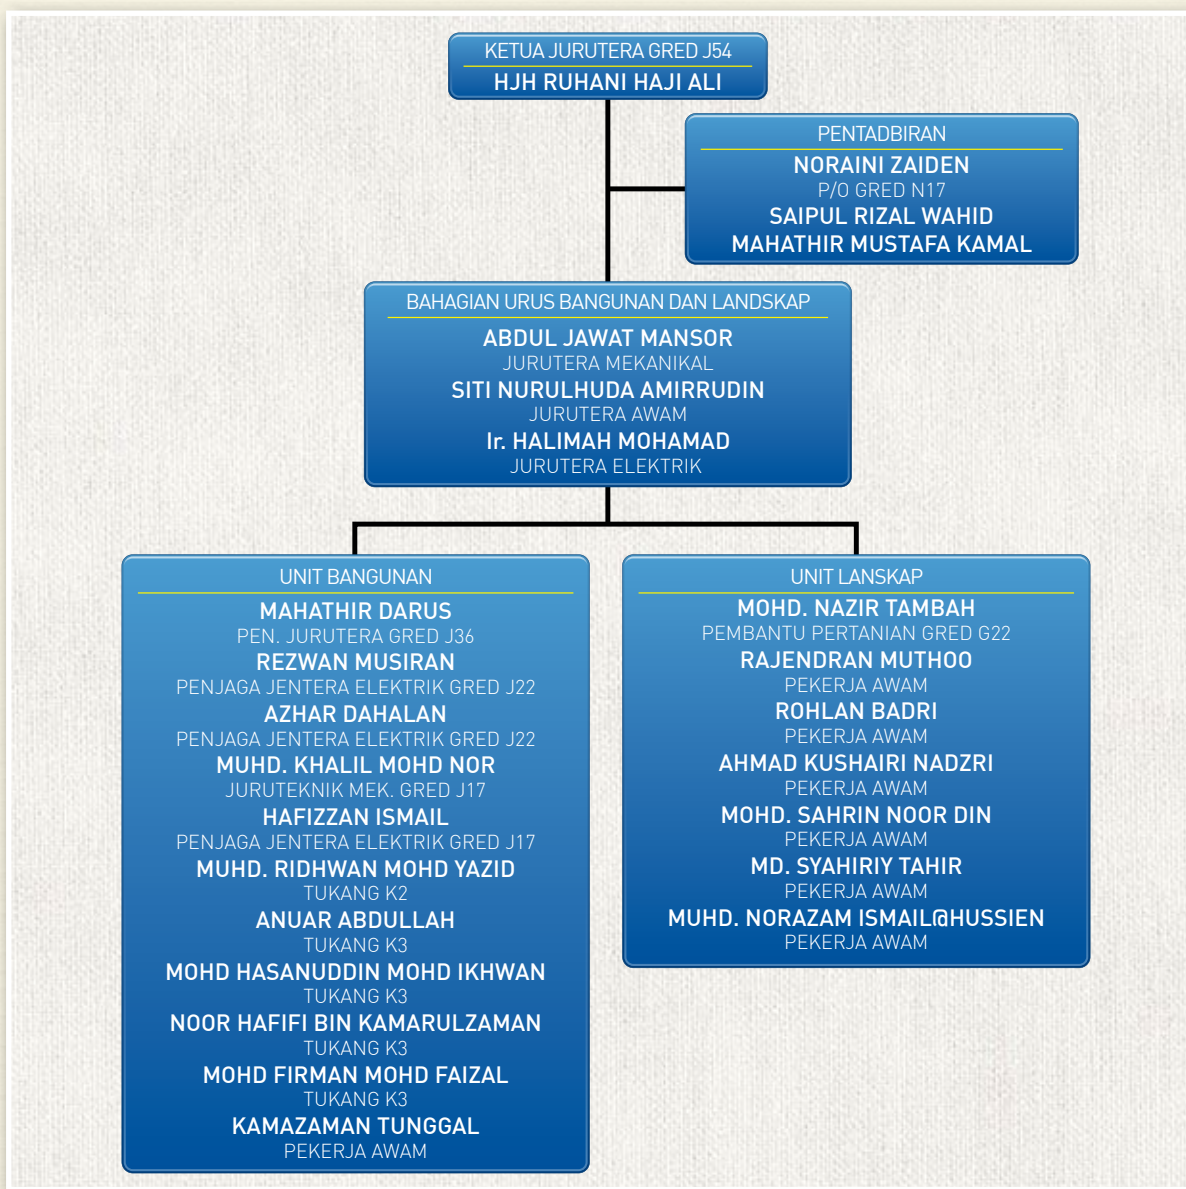 KETUA JURUTERA GRED J54
HJH RUHANI HAJI ALI
PENTADBIRAN
NORAINI ZAIDEN
P/O GRED N17
SAIPUL RIZAL WAHID
MAHATHIR MUSTAFA KAMAL
BAHAGIAN URUS BANGUNAN DAN LANDSKAP
ABDUL JAWAT MANSOR
JURUTERA MEKANIKAL
SITI NURULHUDA AMIRRUDIN
JURUTERA AWAM
Ir. HALIMAH MOHAMAD
JURUTERA ELEKTRIK
UNIT BANGUNAN
MAHATHIR DARUS
PEN. JURUTERA GRED J36
REZWAN MUSIRAN
PENJAGA JENTERA ELEKTRIK GRED J22
AZHAR DAHALAN
PENJAGA JENTERA ELEKTRIK GRED J22
MUHD. KHALIL MOHD NOR
JURUTEKNIK MEK. GRED J17
HAFIZZAN ISMAIL
PENJAGA JENTERA ELEKTRIK GRED J17
MUHD. RIDHWAN MOHD YAZID
TUKANG K2
ANUAR ABDULLAH
TUKANG K3
MOHD HASANUDDIN MOHD IKHWAN
TUKANG K3
NOOR HAFIFI BIN KAMARULZAMAN
TUKANG K3
MOHD FIRMAN MOHD FAIZAL
TUKANG K3
KAMAZAMAN TUNGGAL
PEKERJA AWAM
UNIT LANSKAP
MOHD. NAZIR TAMBAH
PEMBANTU PERTANIAN GRED G22
RAJENDRAN MUTHOO
PEKERJA AWAM
ROHLAN BADRI
PEKERJA AWAM
AHMAD KUSHAIRI NADZRI
PEKERJA AWAM
MOHD. SAHRIN NOOR DIN
PEKERJA AWAM
MD. SYAHIRIY TAHIR
PEKERJA AWAM
MUHD. NORAZAM ISMAIL@HUSSIEN
PEKERJA AWAM